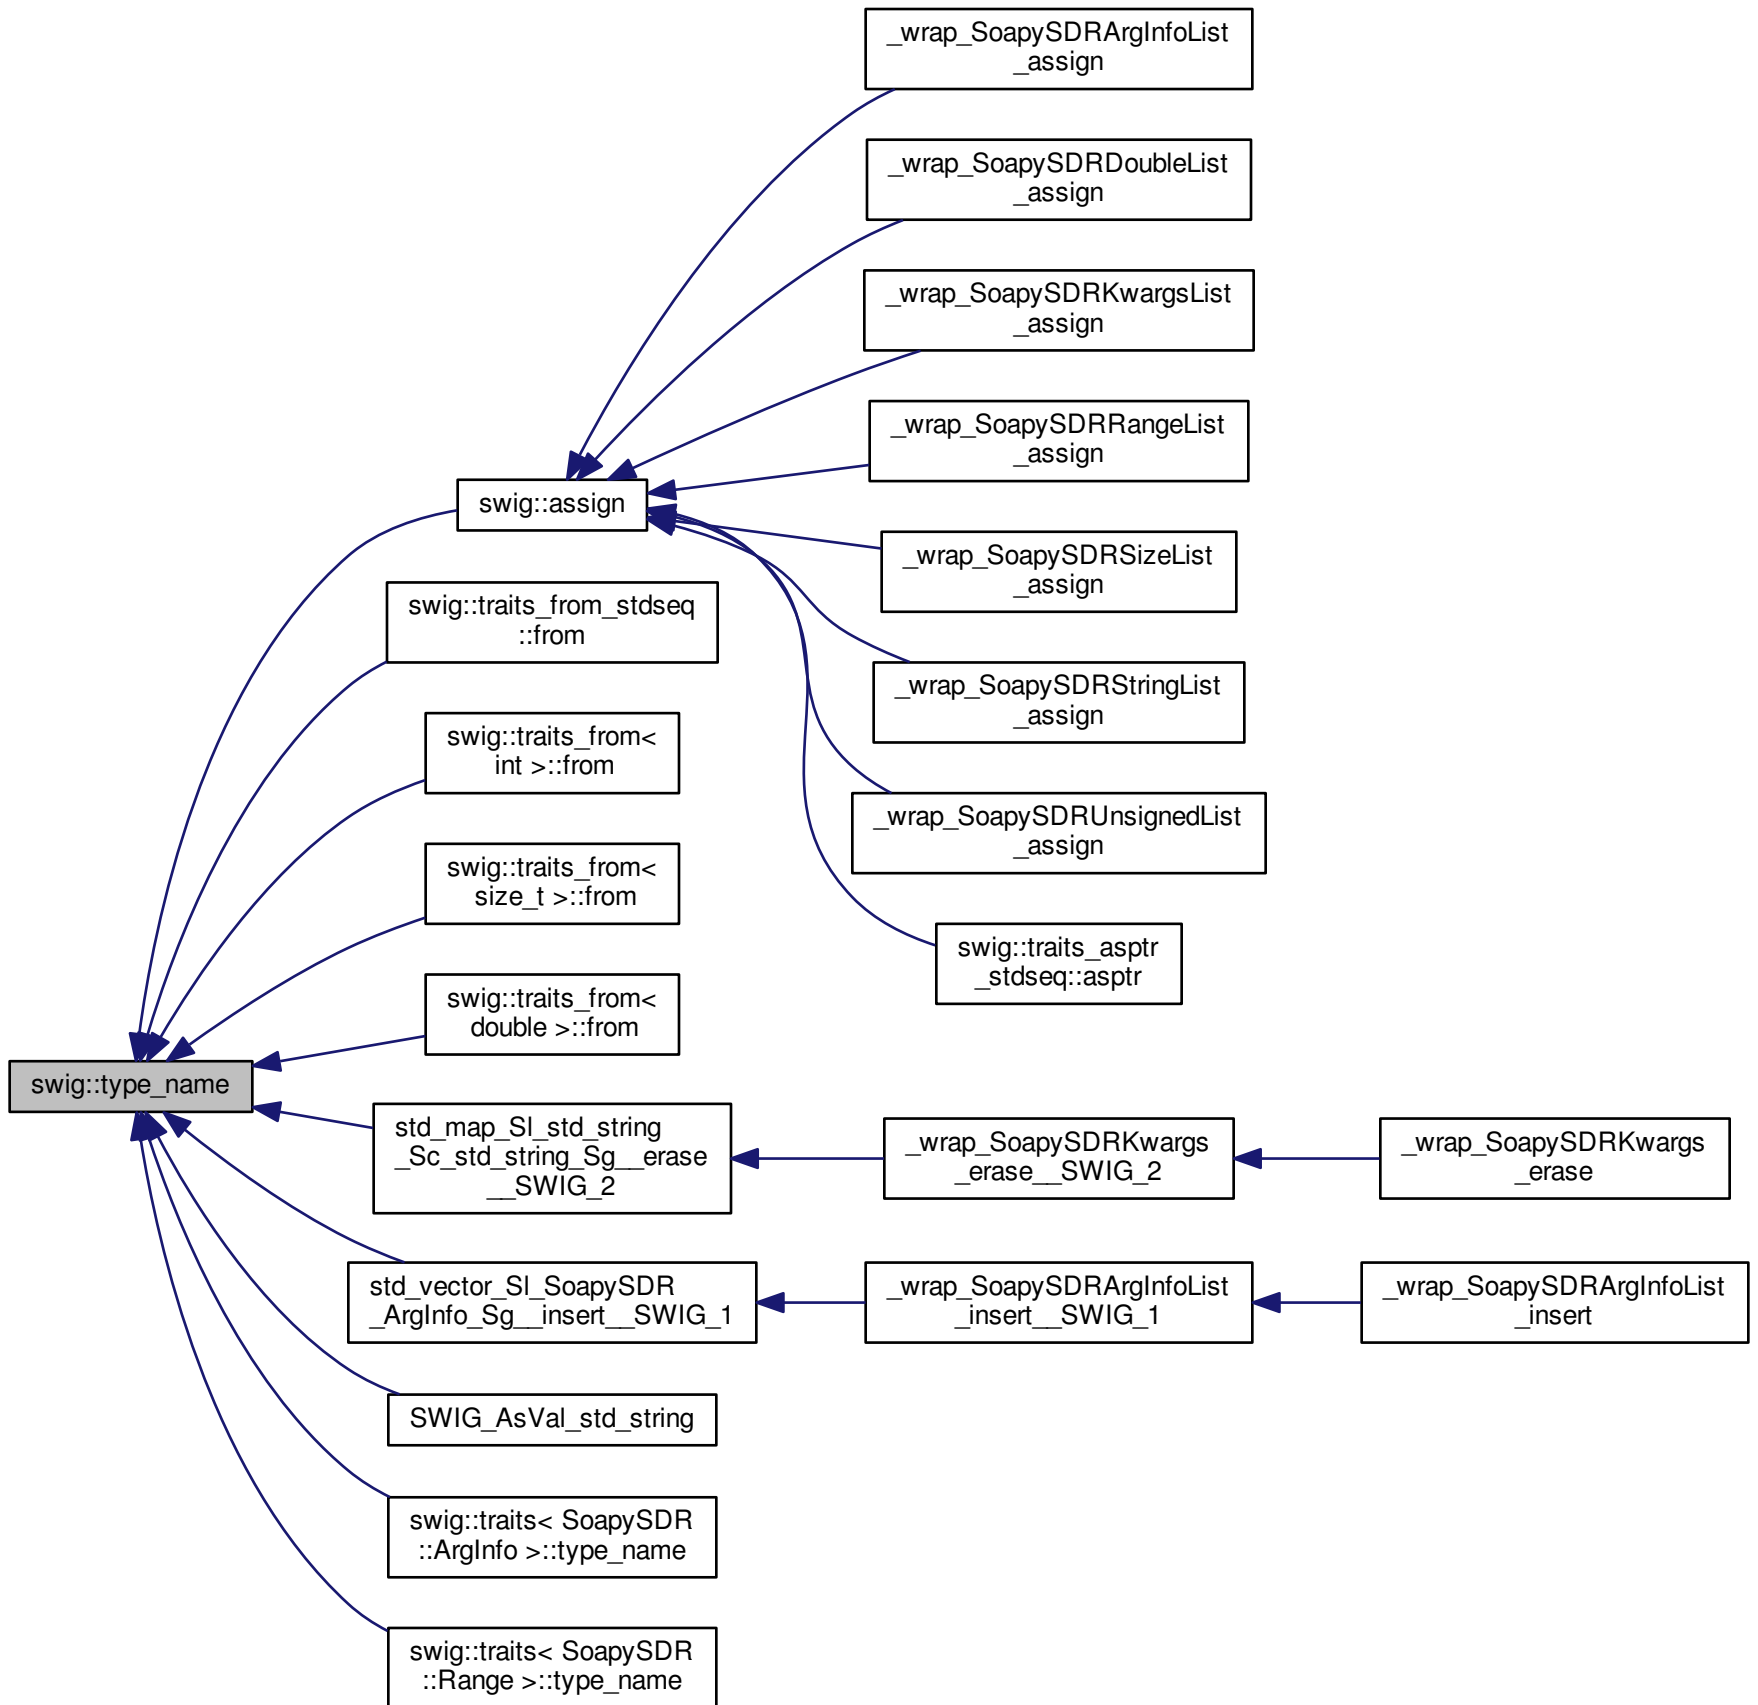 _wrap_SoapySDRArgInfoList
_assign
_wrap_SoapySDRDoubleList
_assign
_wrap_SoapySDRKwargsList
_assign
_wrap_SoapySDRRangeList
_assign
swig::assign
_wrap_SoapySDRSizeList
_assign
swig::traits_from_stdseq
::from
_wrap_SoapySDRStringList
_assign
swig::traits_from<
int >::from
_wrap_SoapySDRUnsignedList
_assign
swig::traits_from<
size_t >::from
swig::traits_asptr
_stdseq::asptr
swig::traits_from<
double >::from
swig::type_name
std_map_Sl_std_string
_Sc_std_string_Sg__erase
__SWIG_2
_wrap_SoapySDRKwargs
_erase__SWIG_2
_wrap_SoapySDRKwargs
_erase
std_vector_Sl_SoapySDR
_ArgInfo_Sg__insert__SWIG_1
_wrap_SoapySDRArgInfoList
_insert__SWIG_1
_wrap_SoapySDRArgInfoList
_insert
SWIG_AsVal_std_string
swig::traits< SoapySDR
::ArgInfo >::type_name
swig::traits< SoapySDR
::Range >::type_name